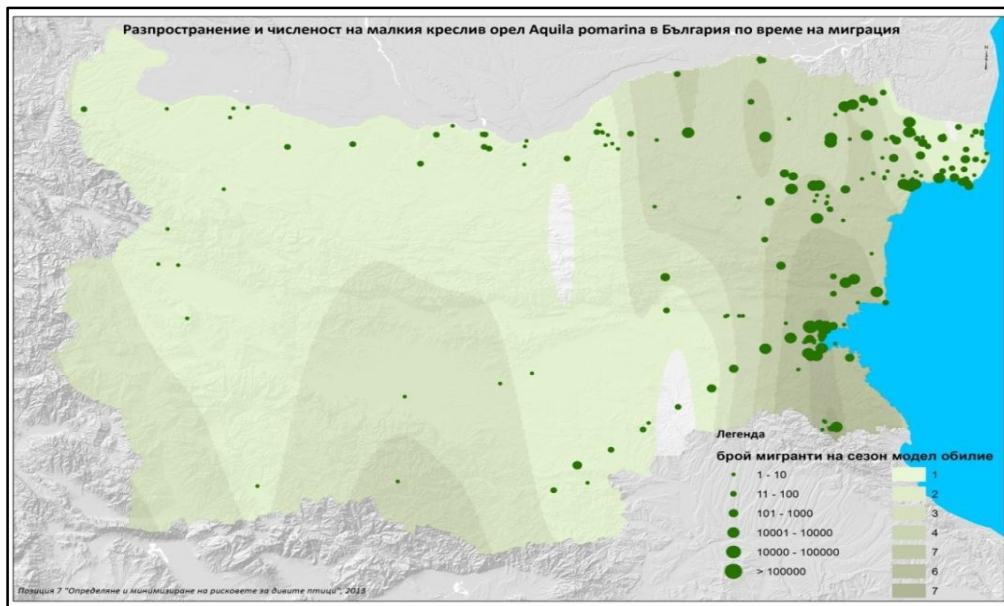 Разпространение и численост на малкия креслив орел Aquila pomarina в България по време на миграция
Легенда
брой мигранти на сезон модел обилие
1 - 10
11 - 100
101 - 1000
10001 - 10000
10000 - 100000
> 100000
1
2
3
4
7
6
7
Позиция 7 "Определяне и минимизиране на рисковете за дивите птици", 2013